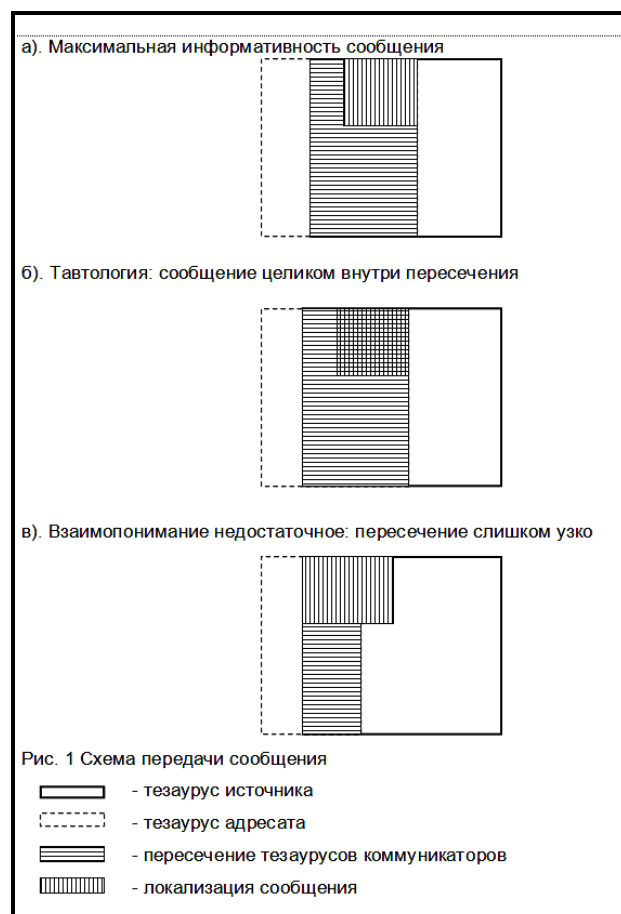 а). Максимальная информативность сообщения
б). Тавтология: сообщение целиком внутри пересечения
в). Взаимопонимание недостаточное: пересечение слишком узко
Рис. 1 Схема передачи сообщения
- тезаурус источника
- тезаурус адресата
- пересечение тезаурусов коммуникаторов
- локализация сообщения